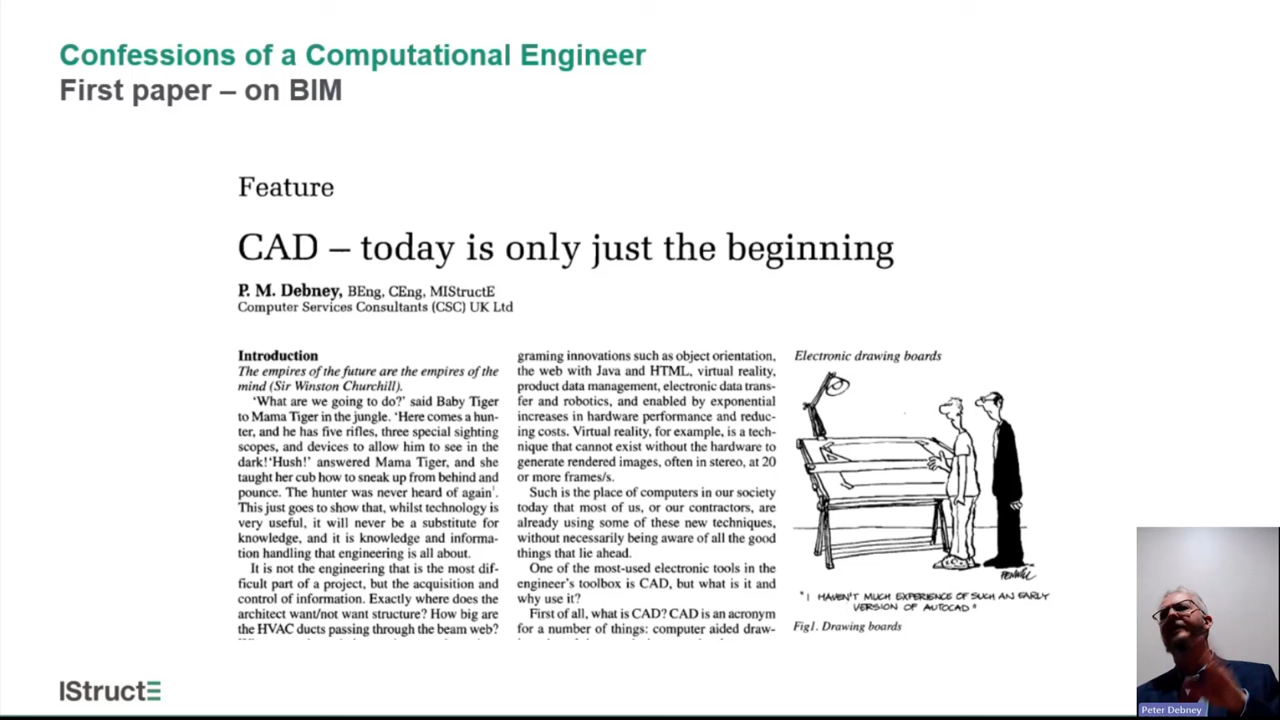 Confessions of a Computational Engineer
First paper – on BIM
Feature
CAD – today is only just the beginning
P. M. Debney, BEng, CEng, MIStructE
Computer Services Consultants (CSC) UK Ltd
Introduction
The empires of the future are the empires of the
mind (Sir Winston Churchill).
‘What are we going to do?’ said Baby Tiger
to Mama Tiger in the jungle. ‘Here comes a hun-
ter, and he has five rifles, three special sighting
scopes, and devices to allow him to see in the
dark!‘Hush!’ answered Mama Tiger, and she
taught her cub how to sneak up from behind and
pounce. The hunter was never heard of again¹.
This just goes to show that, whilst technology is
very useful, it will never be a substitute for
knowledge, and it is knowledge and informa-
tion handling that engineering is all about.
It is not the engineering that is the most dif-
ficult part of a project, but the acquisition and
control of information. Exactly where does the
architect want/not want structure? How big are
the HVAC ducts passing through the beam web?
graming innovations such as object orientation,
the web with Java and HTML, virtual reality,
product data management, electronic data trans-
fer and robotics, and enabled by exponential
increases in hardware performance and reduc-
ing costs. Virtual reality, for example, is a tech-
nique that cannot exist without the hardware to
generate rendered images, often in stereo, at 20
or more frames/s.
Such is the place of computers in our society
today that most of us, or our contractors, are
already using some of these new techniques,
without necessarily being aware of all the good
things that lie ahead.
One of the most-used electronic tools in the
engineer's toolbox is CAD, but what is it and
why use it?
First of all, what is CAD? CAD is an acronym
for a number of things: computer aided draw-
Electronic drawing boards
"I HAVEN'T MUCH EXPERIENCE OF SUCH AN EARLY
VERSION OF AUTOCAD"
Fig1. Drawing boards
IStructE
Peter Debney